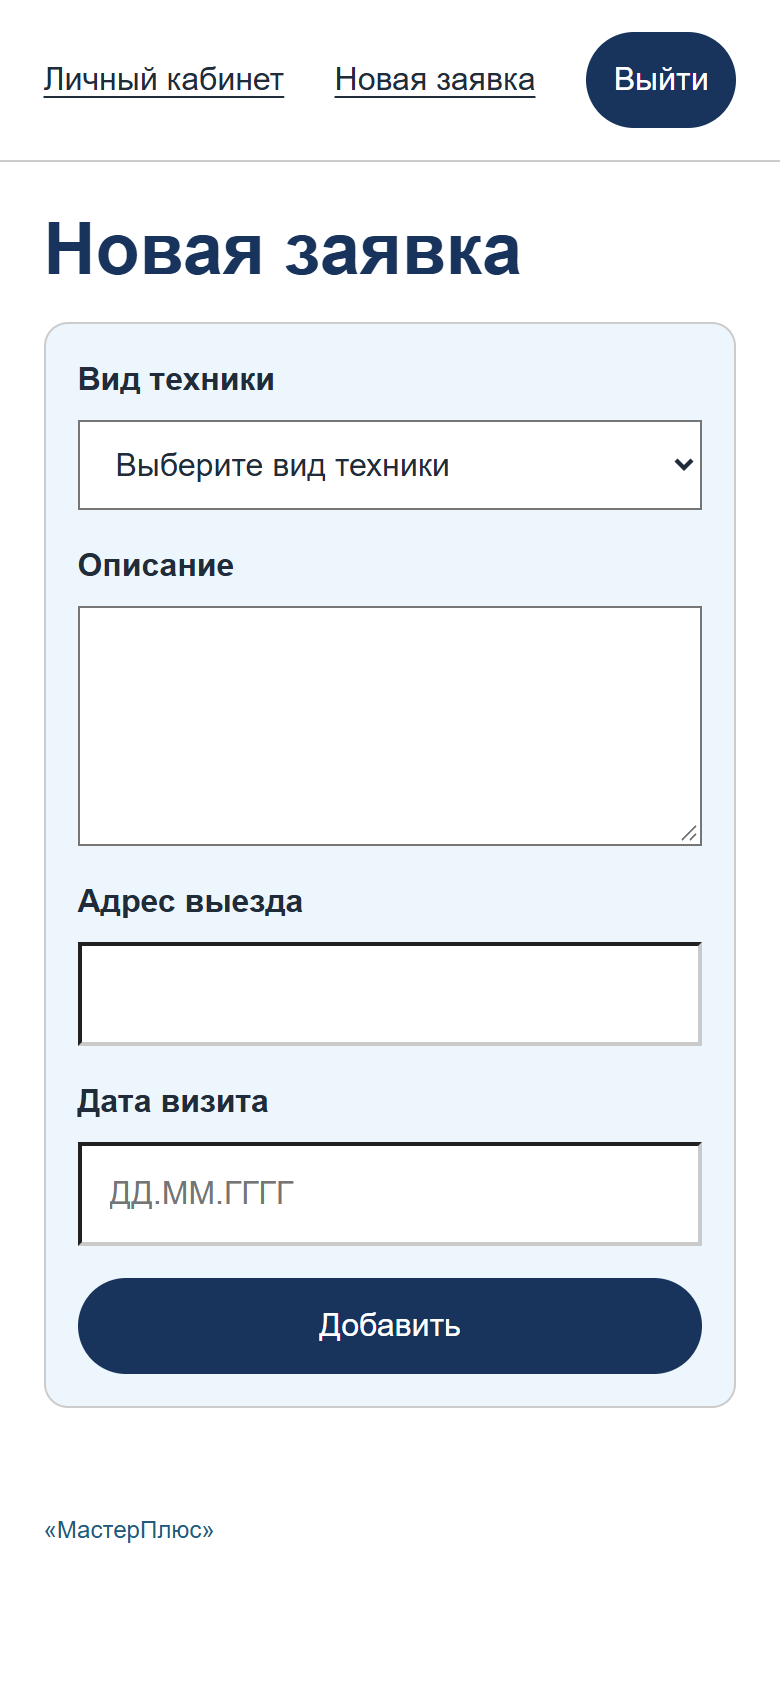 Личный кабинет Новая заявка Выйти
Новая заявка
Вид техники
Выберите вид техники
Описание
Адрес выезда
Дата визита
ДД.ММ.ГГГГ
Добавить
«МастерПлюс»